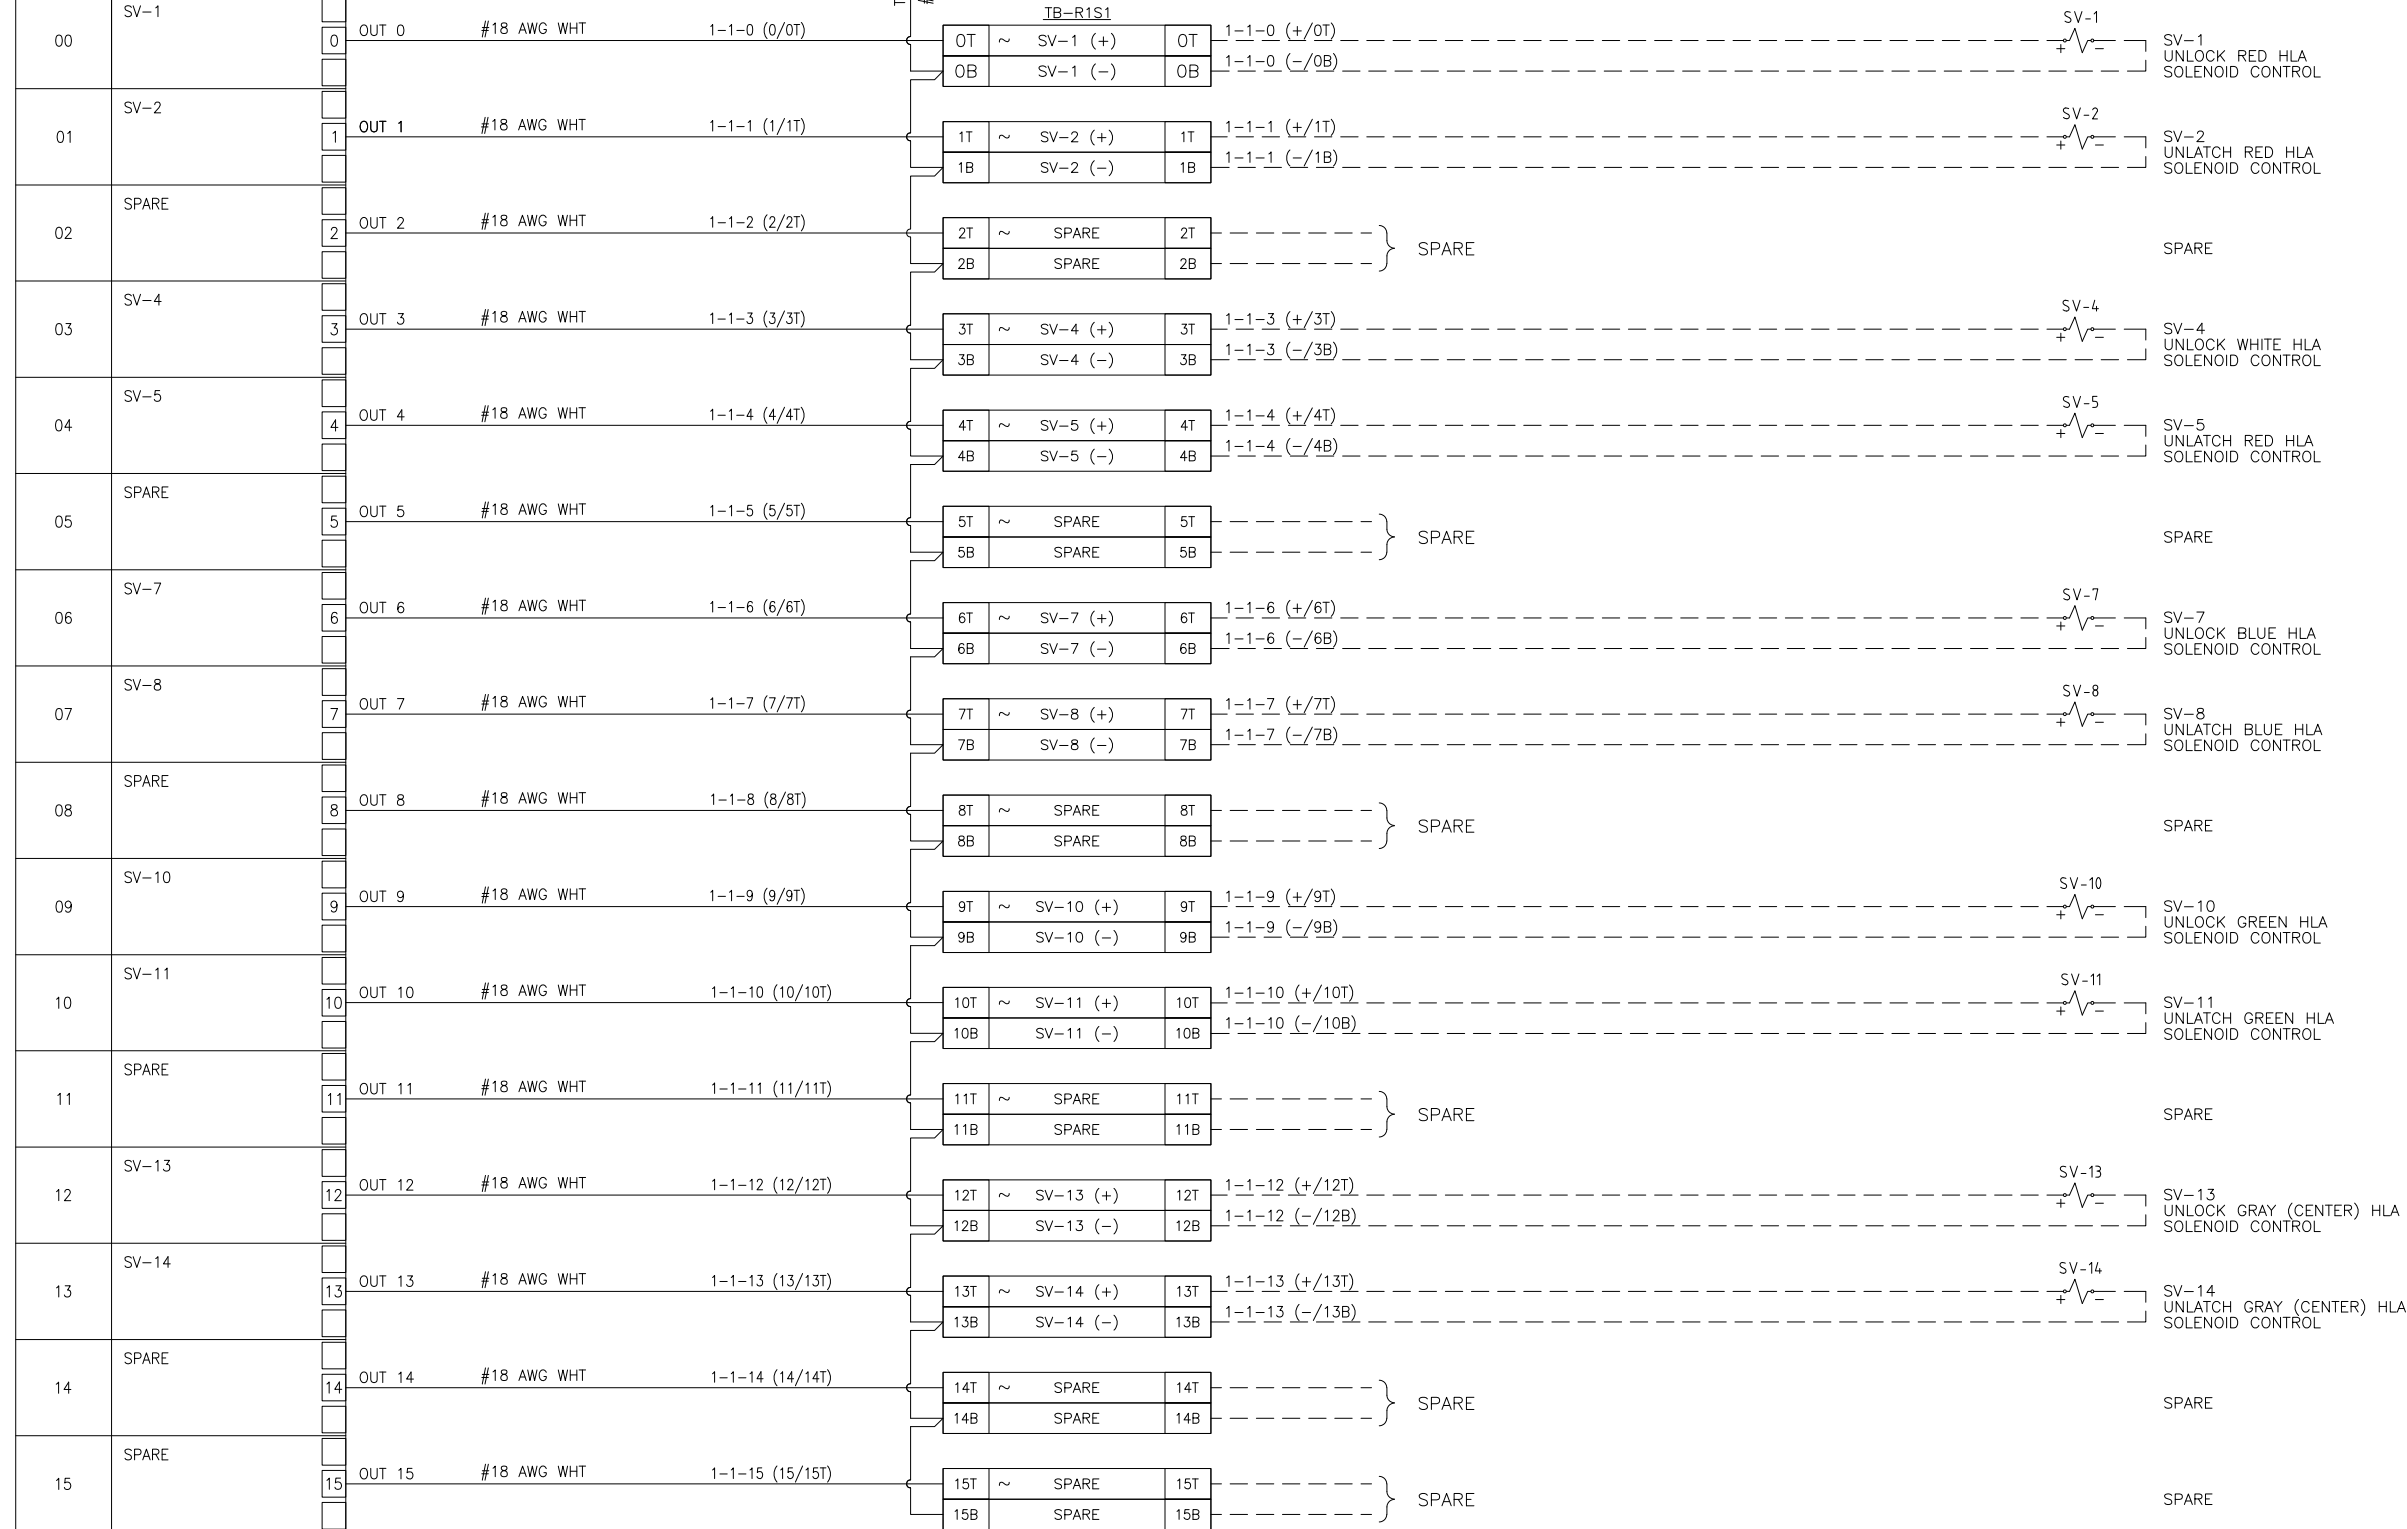 T
#
TB-R1S1
00
SV-1
0
OUT 0 #18 AWG WHT 1-1-0 (0/0T)
0T ~ SV-1 (+) 0T 1-1-0 (+/0T)
0B SV-1 (-) 0B 1-1-0 (-/0B)
SV-1
+ -
SV-1
UNLOCK RED HLA
SOLENOID CONTROL
01
SV-2
1
OUT 1 #18 AWG WHT 1-1-1 (1/1T)
1T ~ SV-2 (+) 1T 1-1-1 (+/1T)
1B SV-2 (-) 1B 1-1-1 (-/1B)
SV-2
+ -
SV-2
UNLATCH RED HLA
SOLENOID CONTROL
02
SPARE
2
OUT 2 #18 AWG WHT 1-1-2 (2/2T)
2T ~ SPARE 2T
2B SPARE 2B
SPARE
SPARE
03
SV-4
3
OUT 3 #18 AWG WHT 1-1-3 (3/3T)
3T ~ SV-4 (+) 3T 1-1-3 (+/3T)
3B SV-4 (-) 3B 1-1-3 (-/3B)
SV-4
+ -
SV-4
UNLOCK WHITE HLA
SOLENOID CONTROL
04
SV-5
4
OUT 4 #18 AWG WHT 1-1-4 (4/4T)
4T ~ SV-5 (+) 4T 1-1-4 (+/4T)
4B SV-5 (-) 4B 1-1-4 (-/4B)
SV-5
+ -
SV-5
UNLATCH RED HLA
SOLENOID CONTROL
05
SPARE
5
OUT 5 #18 AWG WHT 1-1-5 (5/5T)
5T ~ SPARE 5T
5B SPARE 5B
SPARE
SPARE
06
SV-7
6
OUT 6 #18 AWG WHT 1-1-6 (6/6T)
6T ~ SV-7 (+) 6T 1-1-6 (+/6T)
6B SV-7 (-) 6B 1-1-6 (-/6B)
SV-7
+ -
SV-7
UNLOCK BLUE HLA
SOLENOID CONTROL
07
SV-8
7
OUT 7 #18 AWG WHT 1-1-7 (7/7T)
7T ~ SV-8 (+) 7T 1-1-7 (+/7T)
7B SV-8 (-) 7B 1-1-7 (-/7B)
SV-8
+ -
SV-8
UNLATCH BLUE HLA
SOLENOID CONTROL
08
SPARE
8
OUT 8 #18 AWG WHT 1-1-8 (8/8T)
8T ~ SPARE 8T
8B SPARE 8B
SPARE
SPARE
09
SV-10
9
OUT 9 #18 AWG WHT 1-1-9 (9/9T)
9T ~ SV-10 (+) 9T 1-1-9 (+/9T)
9B SV-10 (-) 9B 1-1-9 (-/9B)
SV-10
+ -
SV-10
UNLOCK GREEN HLA
SOLENOID CONTROL
10
SV-11
10
OUT 10 #18 AWG WHT 1-1-10 (10/10T)
10T ~ SV-11 (+) 10T 1-1-10 (+/10T)
10B SV-11 (-) 10B 1-1-10 (-/10B)
SV-11
+ -
SV-11
UNLATCH GREEN HLA
SOLENOID CONTROL
11
SPARE
11
OUT 11 #18 AWG WHT 1-1-11 (11/11T)
11T ~ SPARE 11T
11B SPARE 11B
SPARE
SPARE
12
SV-13
12
OUT 12 #18 AWG WHT 1-1-12 (12/12T)
12T ~ SV-13 (+) 12T 1-1-12 (+/12T)
12B SV-13 (-) 12B 1-1-12 (-/12B)
SV-13
+ -
SV-13
UNLOCK GRAY (CENTER) HLA
SOLENOID CONTROL
13
SV-14
13
OUT 13 #18 AWG WHT 1-1-13 (13/13T)
13T ~ SV-14 (+) 13T 1-1-13 (+/13T)
13B SV-14 (-) 13B 1-1-13 (-/13B)
SV-14
+ -
SV-14
UNLATCH GRAY (CENTER) HLA
SOLENOID CONTROL
14
SPARE
14
OUT 14 #18 AWG WHT 1-1-14 (14/14T)
14T ~ SPARE 14T
14B SPARE 14B
SPARE
SPARE
15
SPARE
15
OUT 15 #18 AWG WHT 1-1-15 (15/15T)
15T ~ SPARE 15T
15B SPARE 15B
SPARE
SPARE